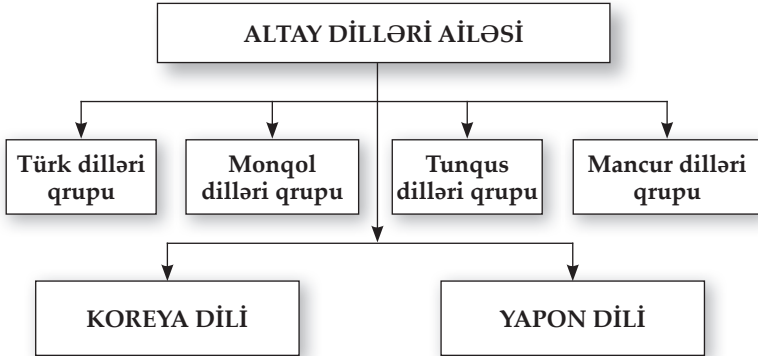 ALTAY DİLLƏRİ AİLƏSİ
Türk dilləri
qrupu
Monqol
dilləri qrupu
Tunqus
dilləri qrupu
Mancur dilləri
qrupu
KOREYA DİLİ
YAPON DİLİ